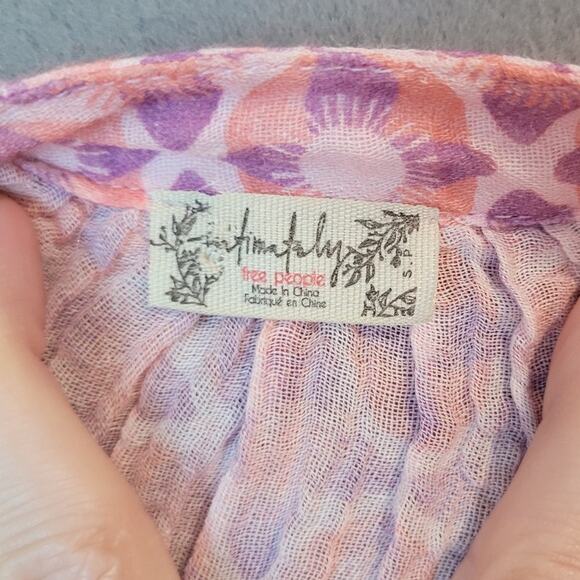 intimately
free people
Made in China
Fabriqué en Chine
S P